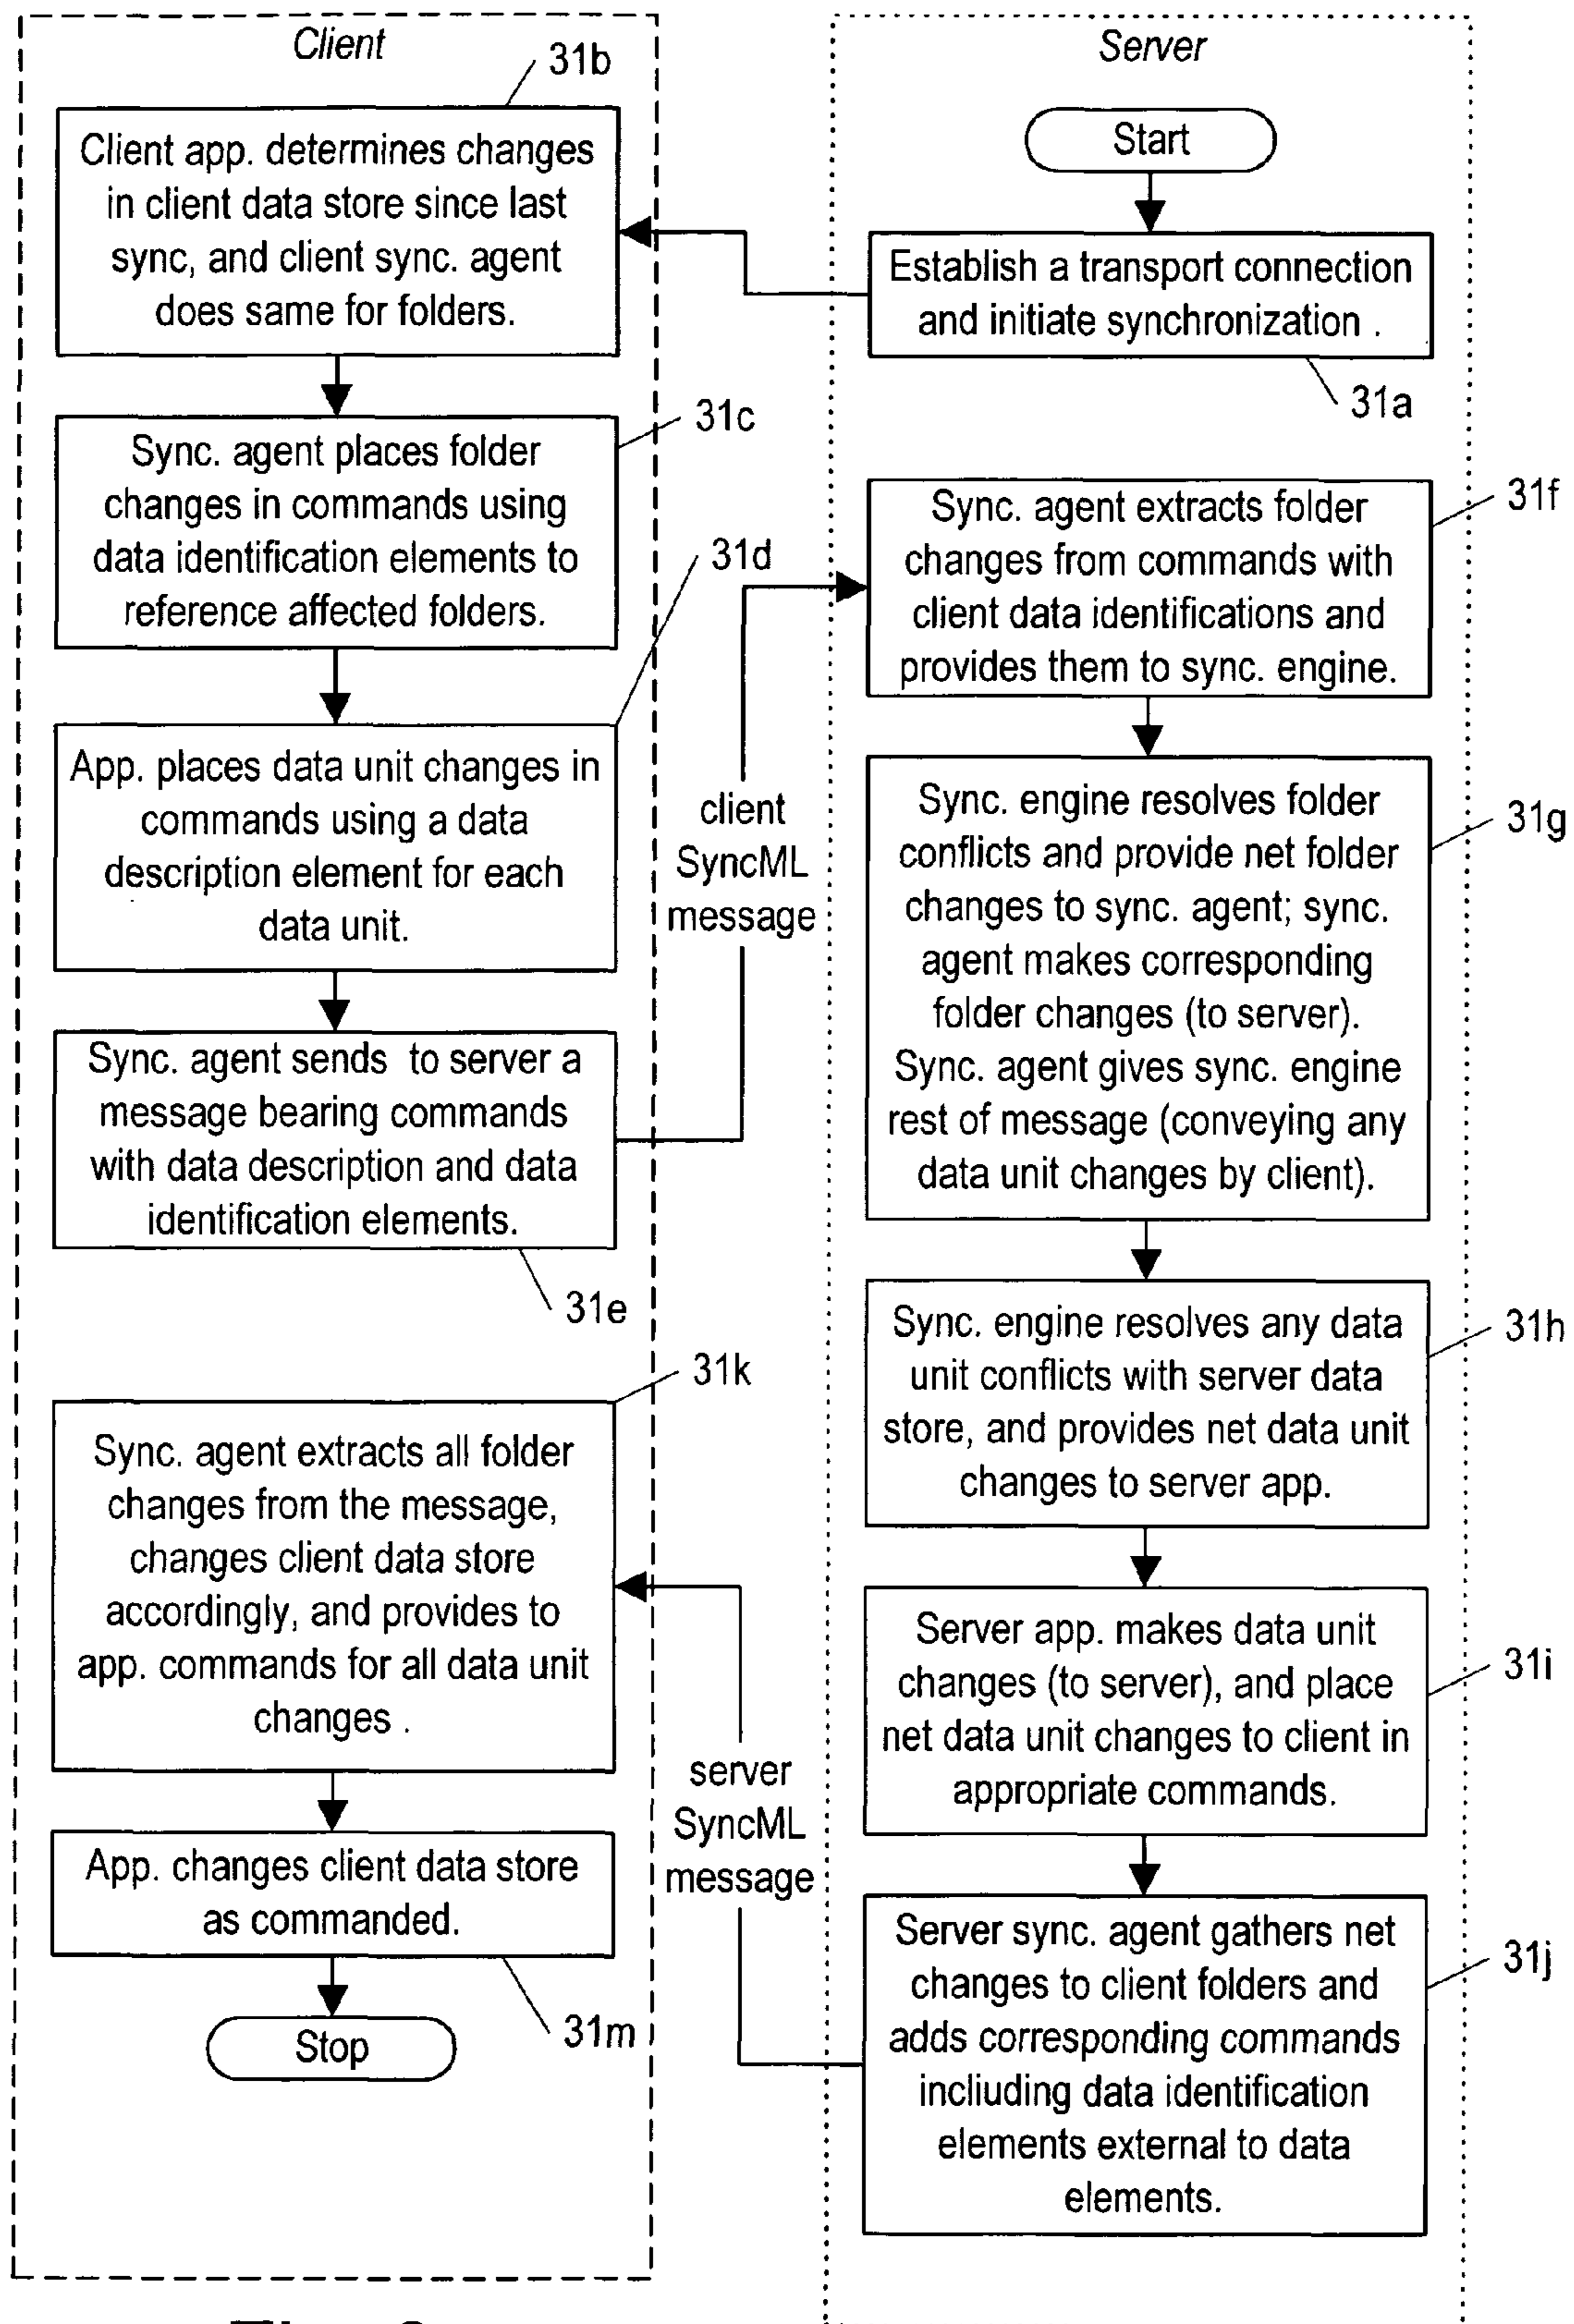 Client
31b
Client app. determines changes
in client data store since last
sync, and client sync. agent
does same for folders.
31c
Sync. agent places folder
changes in commands using
data identification elements to
reference affected folders.
31d
App. places data unit changes in
commands using a data
description element for each
data unit.
Sync. agent sends to server a
message bearing commands
with data description and data
identification elements.
31e
31k
Sync. agent extracts all folder
changes from the message,
changes client data store
accordingly, and provides to
app. commands for all data unit
changes .
App. changes client data store
as commanded.
31m
Stop
client
SyncML
message
server
SyncML
message
Server
Start
Establish a transport connection
and initiate synchronization .
31a
31f
Sync. agent extracts folder
changes from commands with
client data identifications and
provides them to sync. engine.
31g
Sync. engine resolves folder
conflicts and provide net folder
changes to sync. agent; sync.
agent makes corresponding
folder changes (to server).
Sync. agent gives sync. engine
rest of message (conveying any
data unit changes by client).
31h
Sync. engine resolves any data
unit conflicts with server data
store, and provides net data unit
changes to server app.
31i
Server app. makes data unit
changes (to server), and place
net data unit changes to client in
appropriate commands.
31j
Server sync. agent gathers net
changes to client folders and
adds corresponding commands
incliuding data identification
elements external to data
elements.